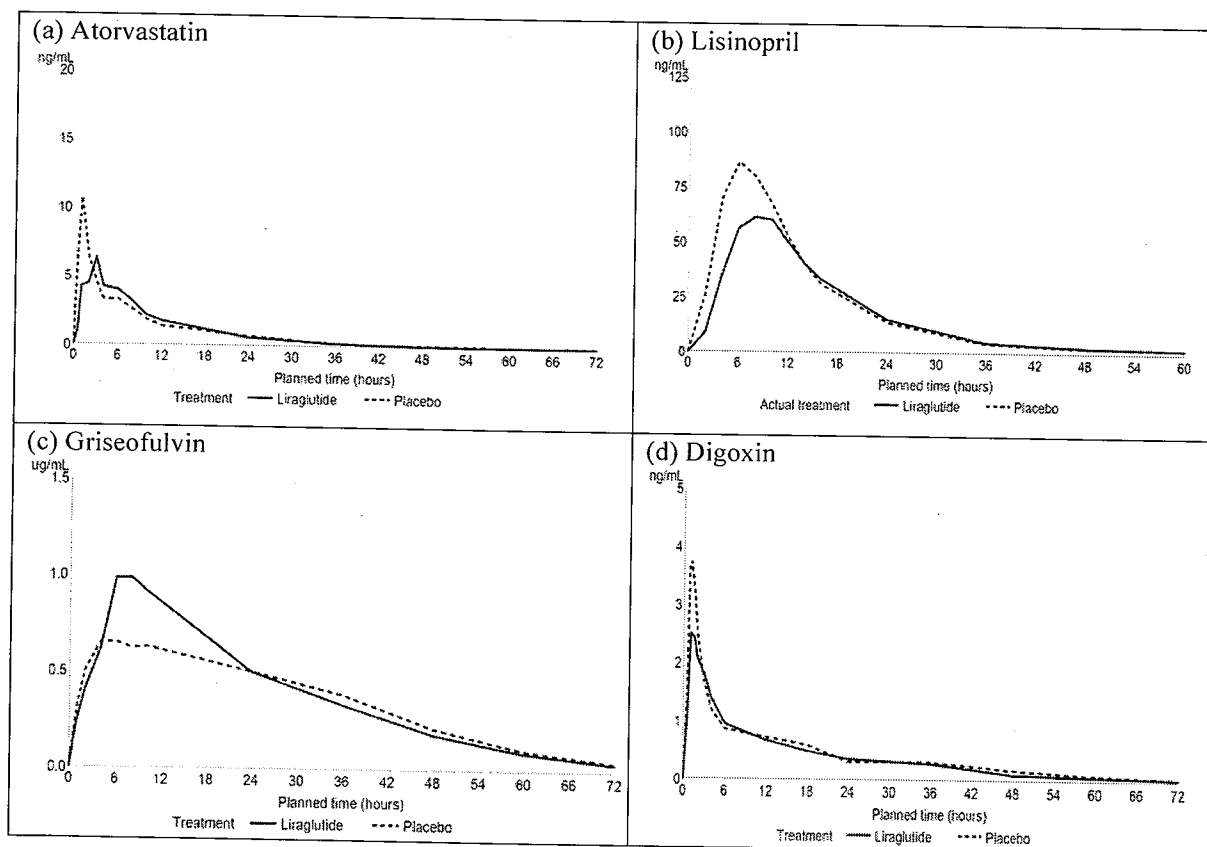 (a) Atorvastatin
ng/mL
20
15
10
5
0
0 6 12 18 24 30 36 42 48 54 60 66 72
Planned time (hours)
Treatment Liraglutide Placebo
(b) Lisinopril
ng/mL
125
100
75
50
25
0
0 6 12 18 24 30 36 42 48 54 60
Planned time (hours)
Actual treatment Liraglutide Placebo
(c) Griseofulvin
ug/mL
1.5
1.0
0.5
0.0
0 6 12 18 24 30 36 42 48 54 60 66 72
Planned time (hours)
Treatment Liraglutide Placebo
(d) Digoxin
ng/mL
5
4
3
2
1
0
0 6 12 18 24 30 36 42 48 54 60 66 72
Planned time (hours)
Treatment Liraglutide Placebo